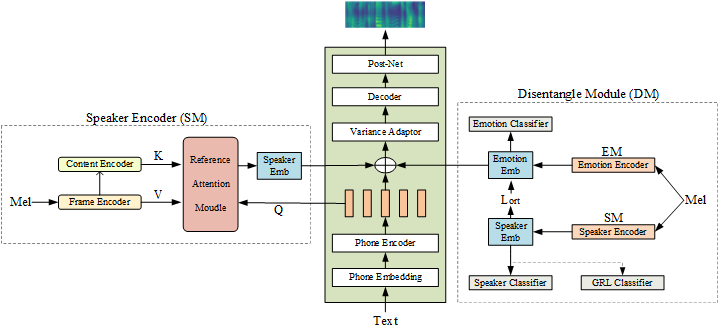 Post-Net
Decoder
Variance Adaptor
Phone Encoder
Phone Embedding
Text
Speaker Encoder (SM)
Content Encoder
K
Mel
Frame Encoder
V
Reference
Attention
Moudle
Speaker
Emb
Q
Disentangle Module (DM)
Emotion Classifier
Emotion
Emb
EM
Emotion Encoder
Lort
Mel
SM
Speaker
Emb
Speaker Encoder
Speaker Classifier
GRL Classifier